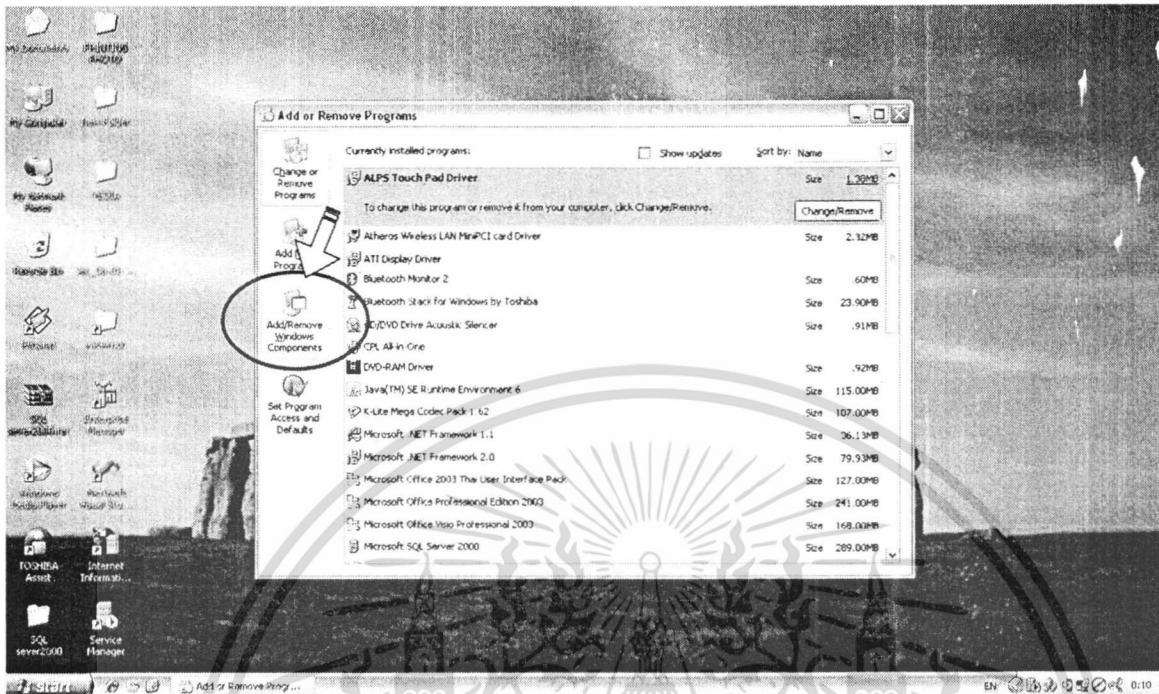 My Computer
TOSHIBA
Assist
Internet
Informati...
SQL
sever2000
Service
Manager
Add or Remove Programs
Change or
Remove
Programs
Add
Add/Remove
Windows
Components
Set Program
Access and
Defaults
Currently installed programs:
Show updates
Sort by: Name
ALPS Touch Pad Driver Size 1.38MB
To change this program or remove it from your computer, click Change/Remove.
Change/Remove
Atheros Wireless LAN MiniPCI card Driver Size 2.32MB
ATI Display Driver
Bluetooth Monitor 2 Size .60MB
Bluetooth Stack for Windows by Toshiba Size 23.90MB
CD/DVD Drive Acoustic Silencer Size .91MB
CPL All-in-One
DVD-RAM Driver Size .92MB
Java(TM) SE Runtime Environment 6 Size 115.00MB
K-Lite Mega Codec Pack 1.62 Size 107.00MB
Microsoft .NET Framework 1.1 Size 36.13MB
Microsoft .NET Framework 2.0 Size 79.93MB
Microsoft Office 2003 Thai User Interface Pack Size 127.00MB
Microsoft Office Professional Edition 2003 Size 241.00MB
Microsoft Office Visio Professional 2003 Size 168.00MB
Microsoft SQL Server 2000 Size 289.00MB
start
Add or Remove Progr...
EN
0:10